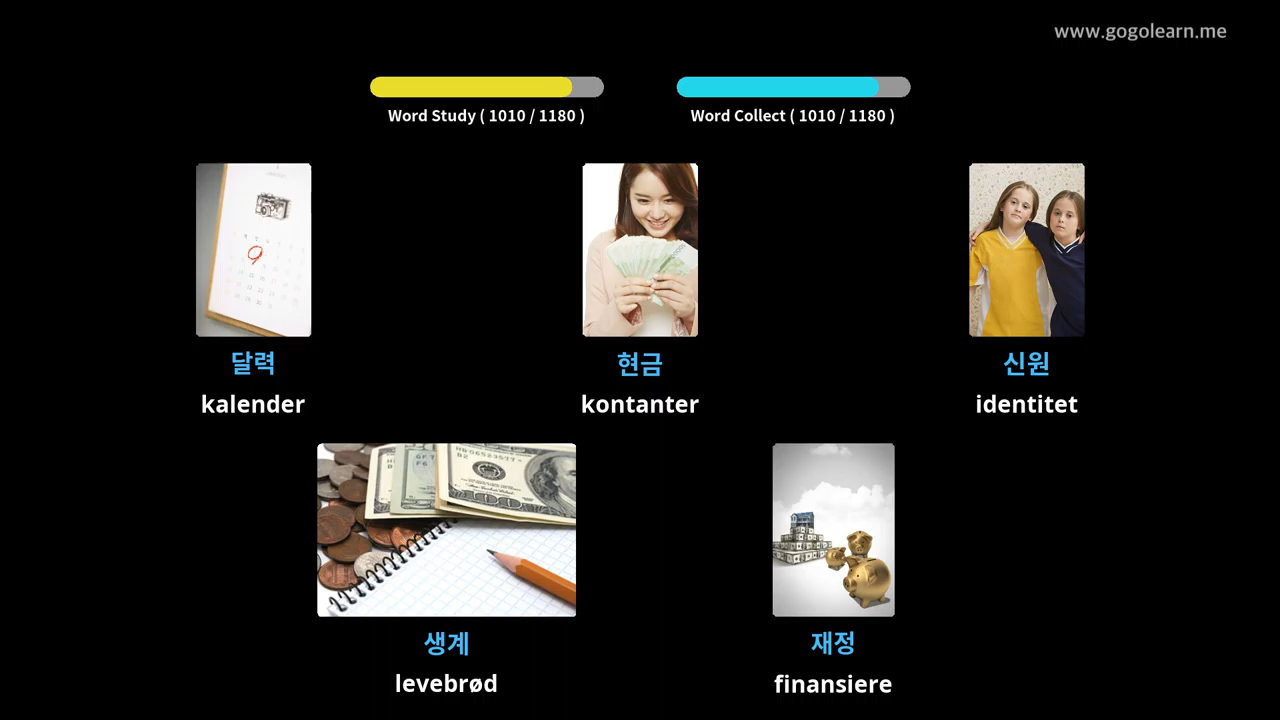 www.gogolearn.me
Word Study ( 1010 / 1180 )
Word Collect ( 1010 / 1180 )
달력
kalender
현금
kontanter
신원
identitet
생계
levebrød
재정
finansiere